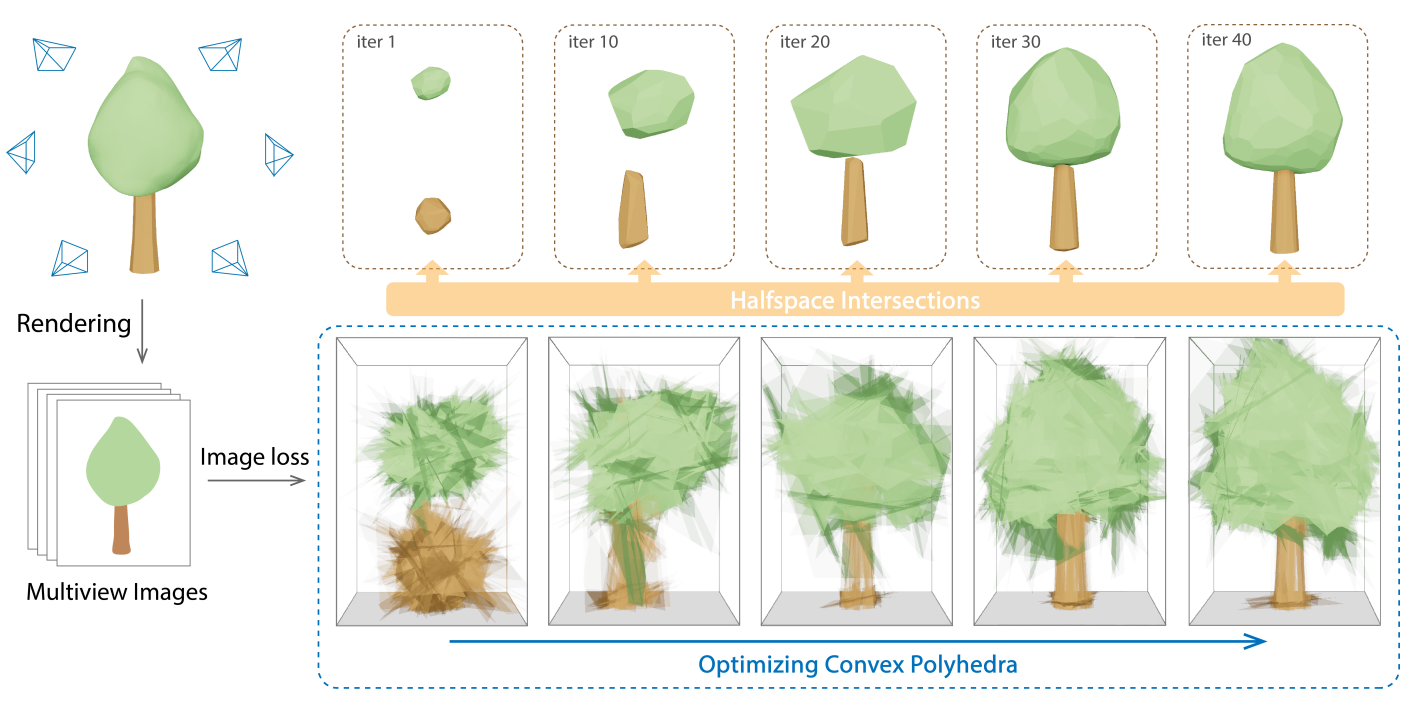 iter 1
iter 10
iter 20
iter 30
iter 40
Halfspace Intersections
Rendering
Image loss
Multiview Images
Optimizing Convex Polyhedra